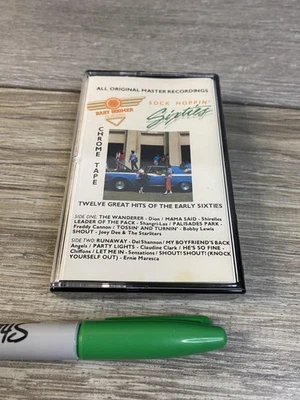 ALL ORIGINAL MASTER RECORDINGS
BABY BOOMER
SOCK HOPPIN'
Sixties
CHROME TAPE
TWELVE GREAT HITS OF THE EARLY SIXTIES
SIDE ONE: THE WANDERER - Dion / MAMA SAID - Shirelles
LEADER OF THE PACK - Shangri-Las / PALISADES PARK -
Freddy Cannon / TOSSIN' AND TURNIN' - Bobby Lewis
SHOUT - Joey Dee & The Starliters
SIDE TWO: RUNAWAY - Del Shannon / MY BOYFRIEND'S BACK
Angels / PARTY LIGHTS - Claudine Clark / HE'S SO FINE -
Chiffons / LET ME IN - Sensations / SHOUT! SHOUT! (KNOCK
YOURSELF OUT) - Ernie Maresca